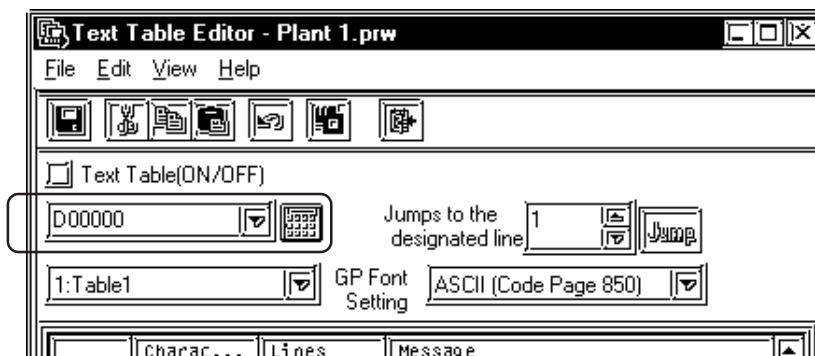 Text Table Editor - Plant 1.prw
File Edit View Help
Text Table(ON/OFF)
D00000
Jumps to the
designated line
1
Jump
1:Table1
GP Font
Setting
ASCII (Code Page 850)
Charac... Lines Message